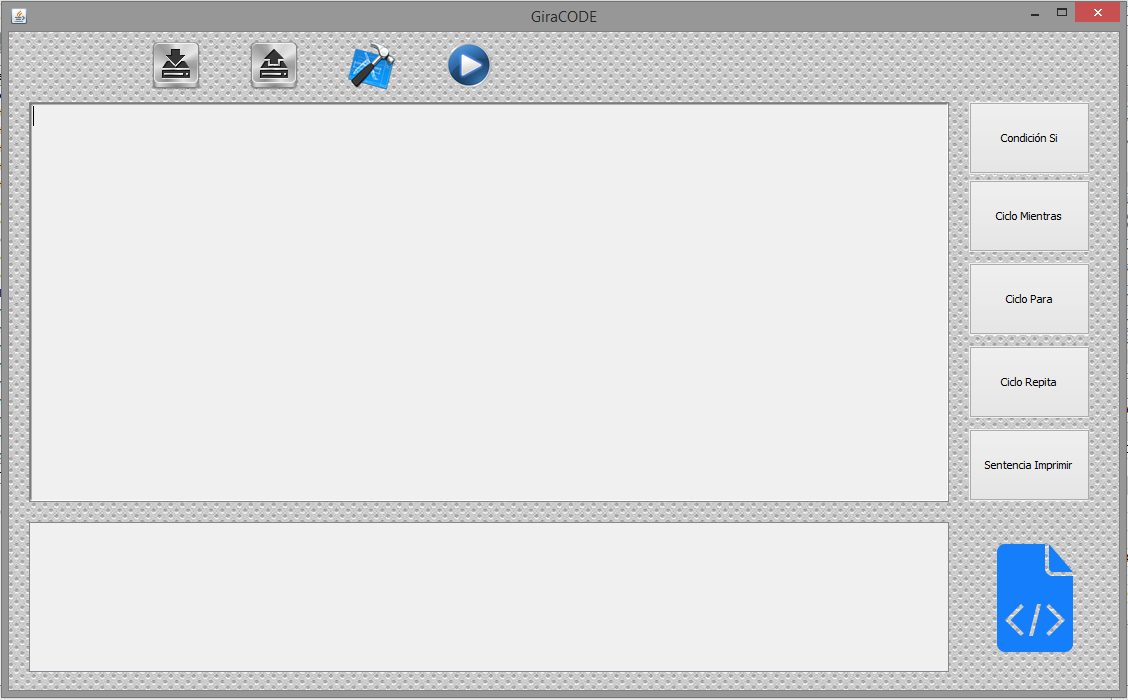 GiraCODE
Condición Si
Ciclo Mientras
Ciclo Para
Ciclo Repita
Sentencia Imprimir
</>